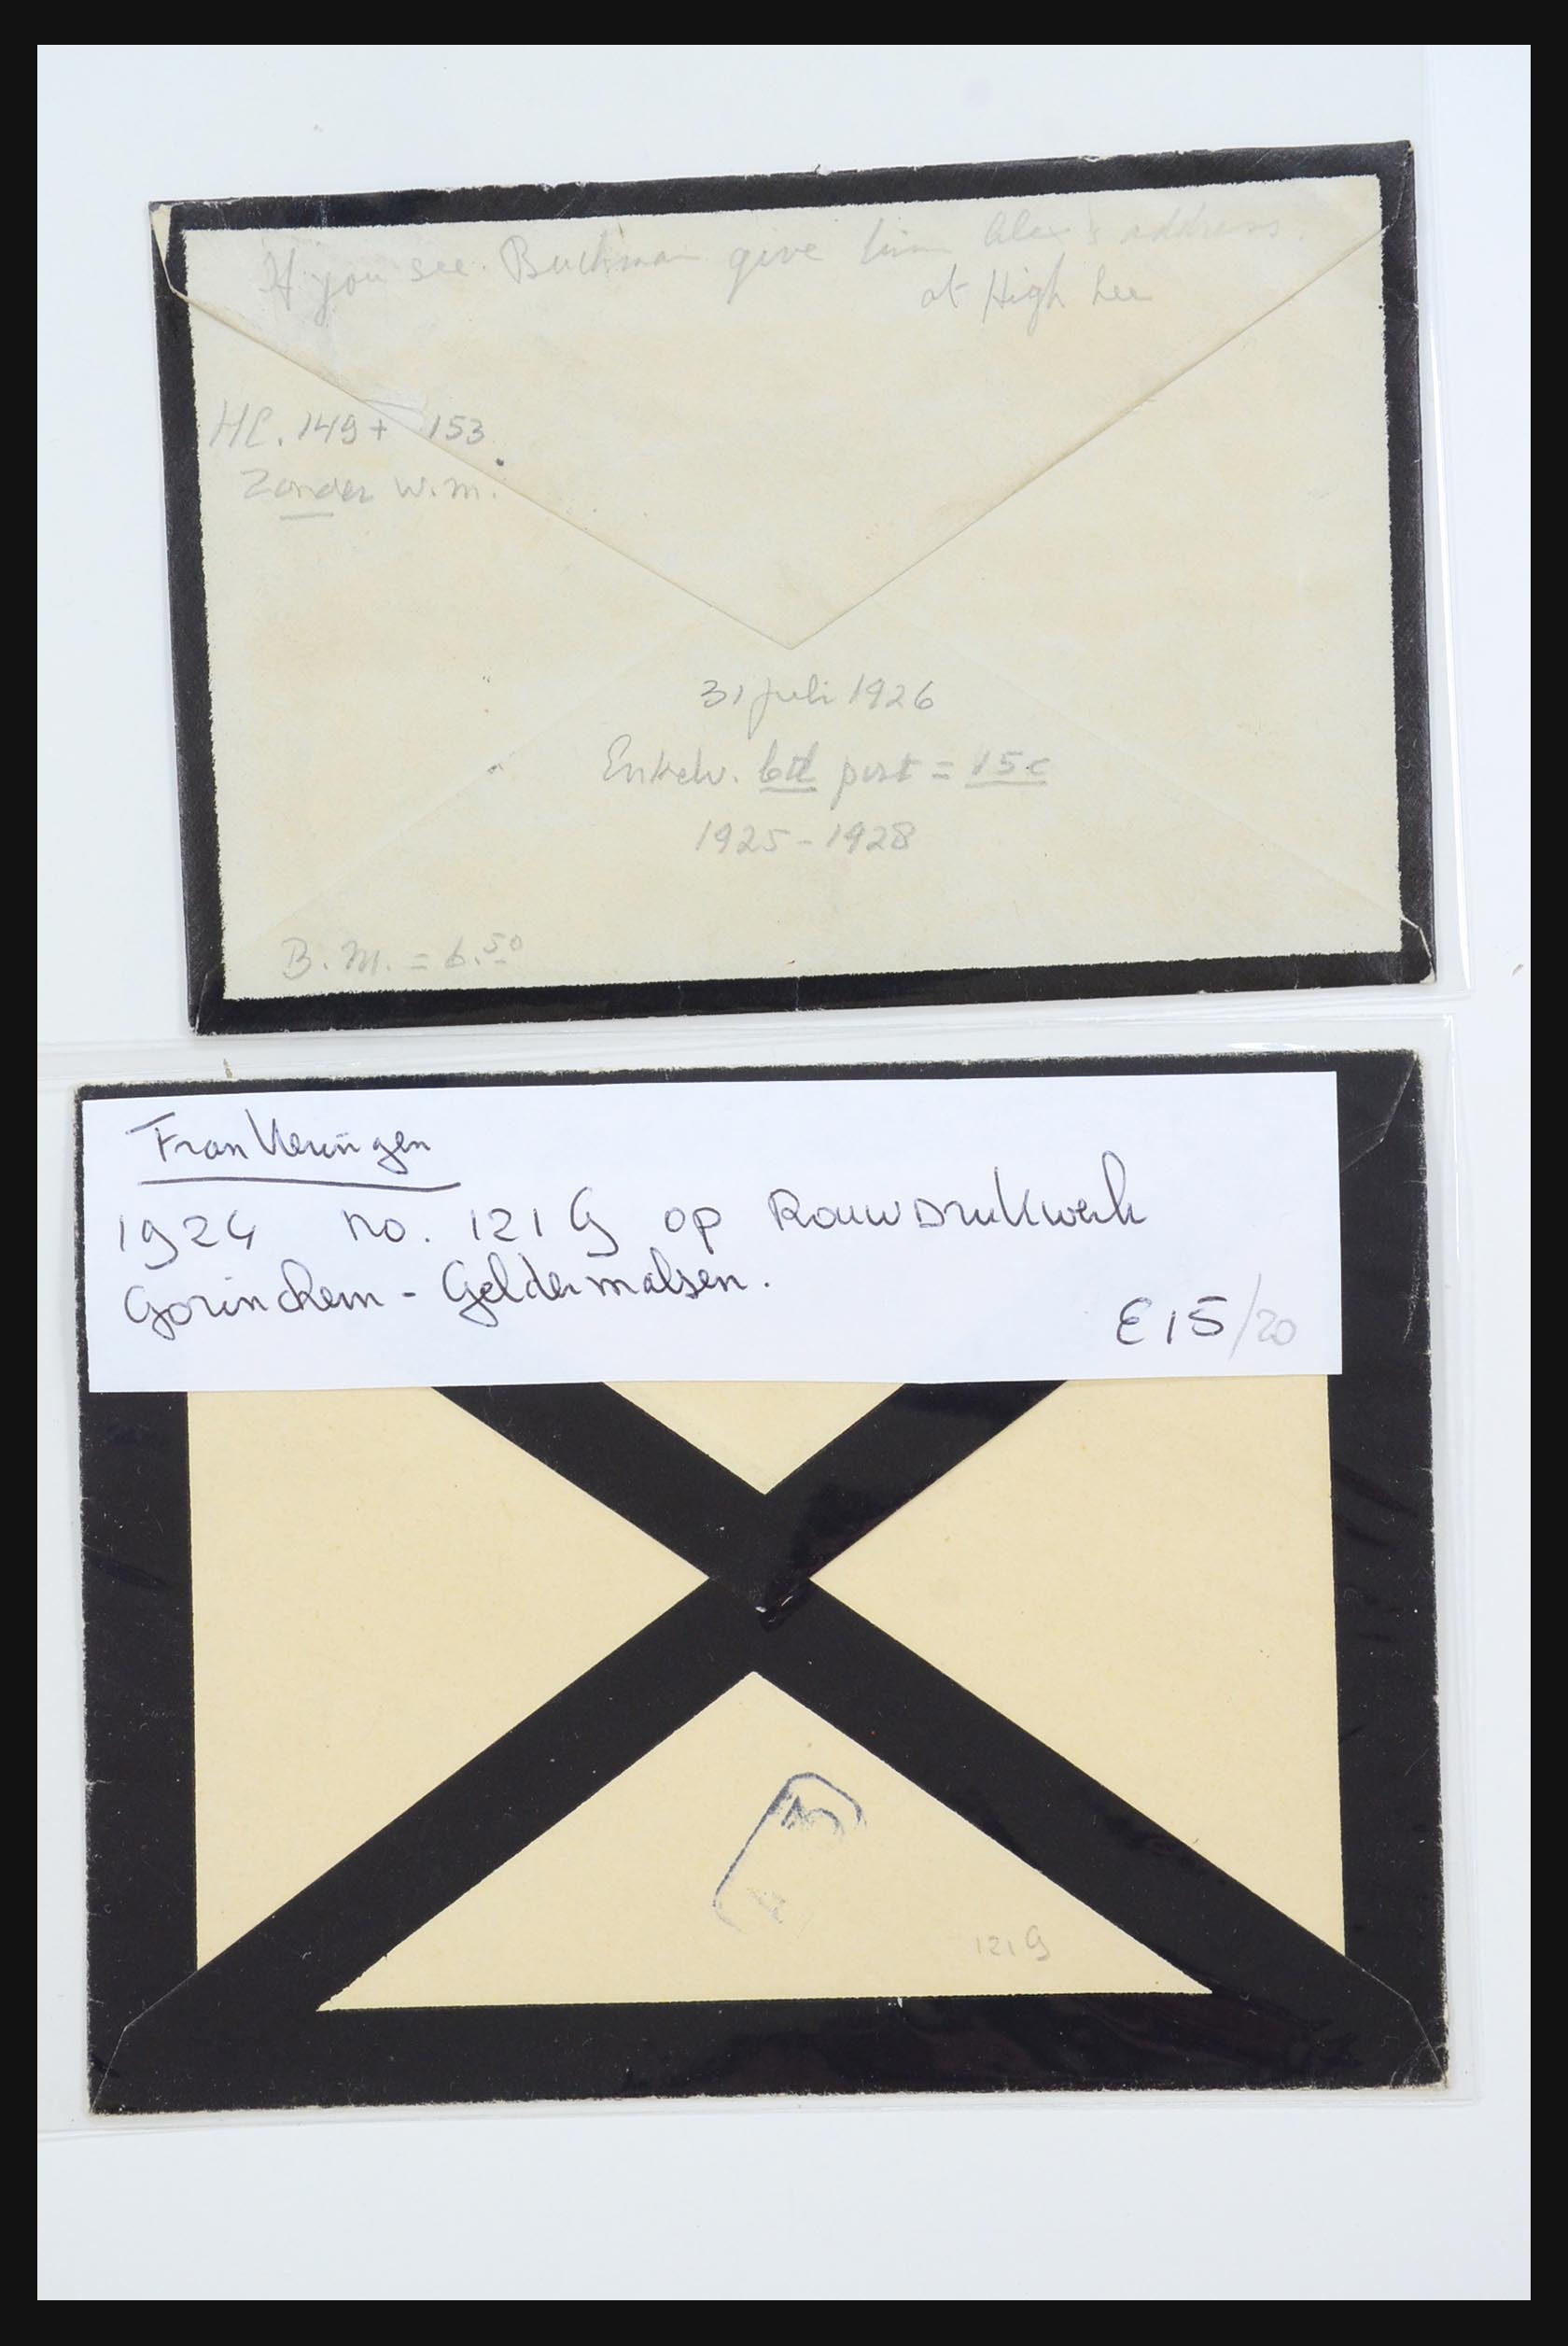 If you see Buchman give him Alex's address.
at High Lee
HC. 149 + 153
Zonder W.m.
31 juli 1926
Enkelv. btl post = 15c
1925 - 1928
B.M. = 6.50
Frankeringen
1924 no. 121 G op Rouwdrukwerk
Gorinchem - Geldermalsen.
€ 15/20
121 G